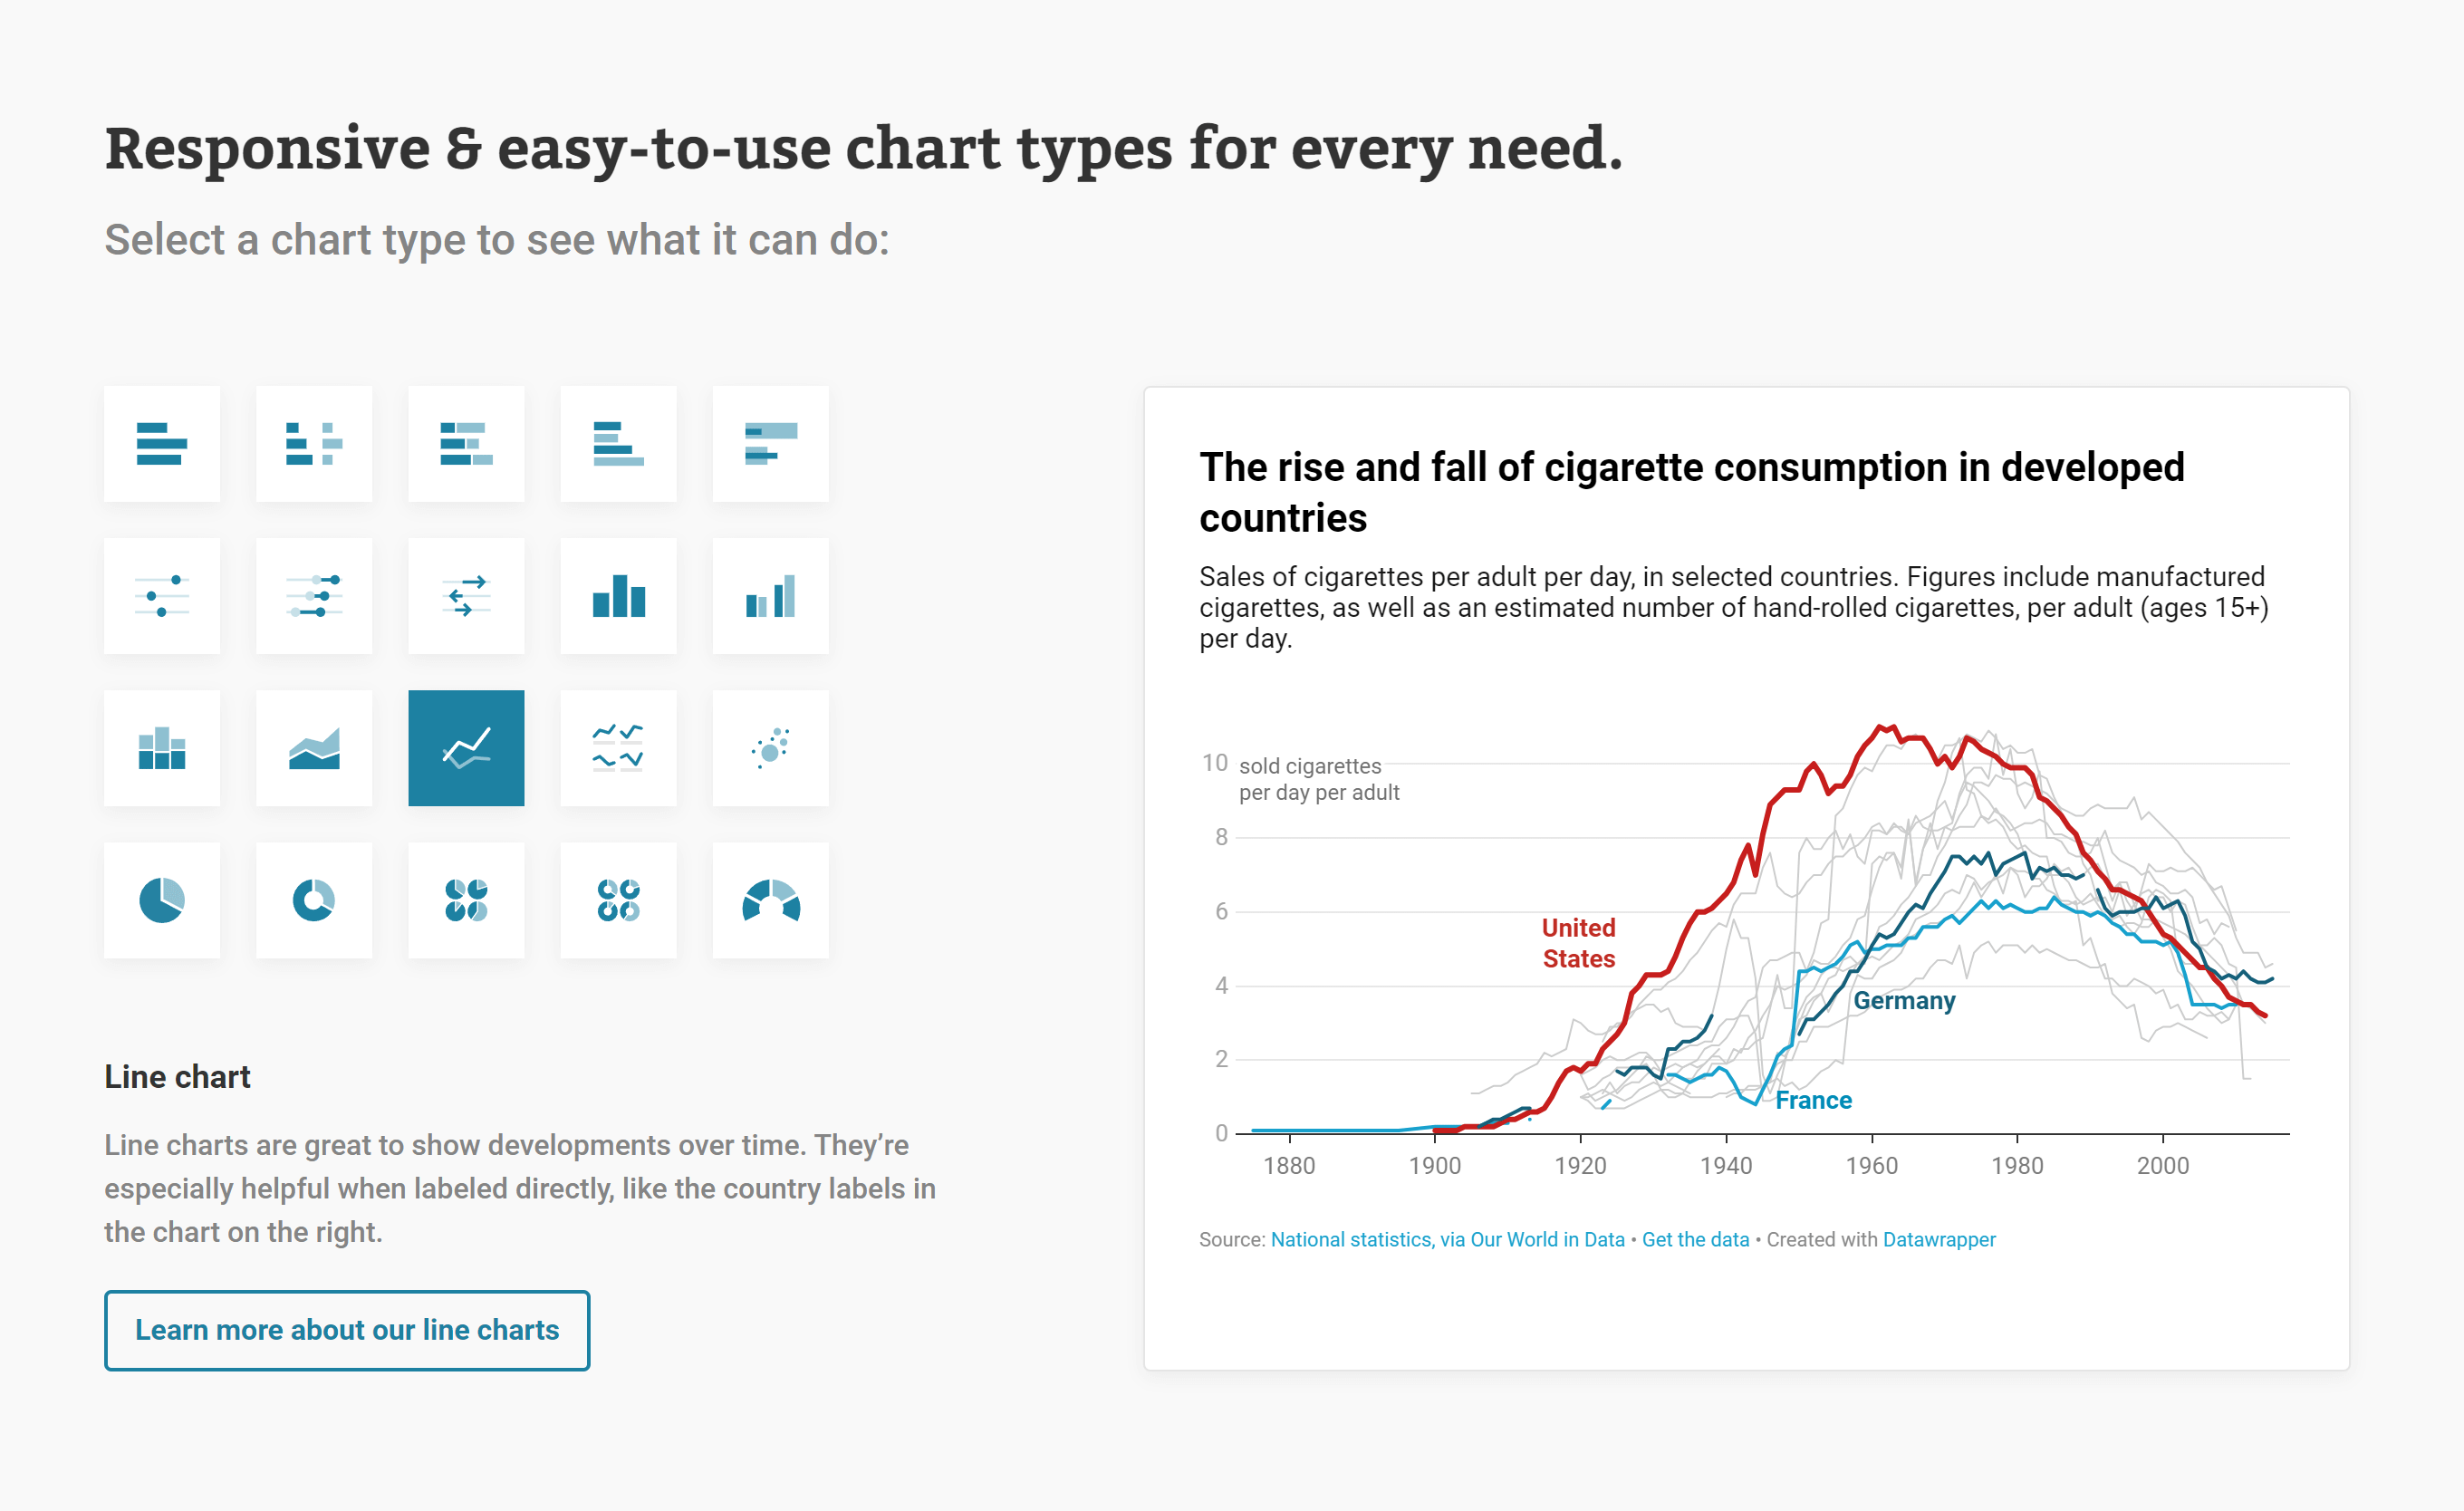 Responsive & easy-to-use chart types for every need.
Select a chart type to see what it can do:
Line chart
Line charts are great to show developments over time. They’re
especially helpful when labeled directly, like the country labels in
the chart on the right.
Learn more about our line charts
The rise and fall of cigarette consumption in developed
countries
Sales of cigarettes per adult per day, in selected countries. Figures include manufactured
cigarettes, as well as an estimated number of hand-rolled cigarettes, per adult (ages 15+)
per day.
10 sold cigarettes
per day per adult
8
6
United
States
4
Germany
2
France
0
1880 1900 1920 1940 1960 1980 2000
Source: National statistics, via Our World in Data • Get the data • Created with Datawrapper